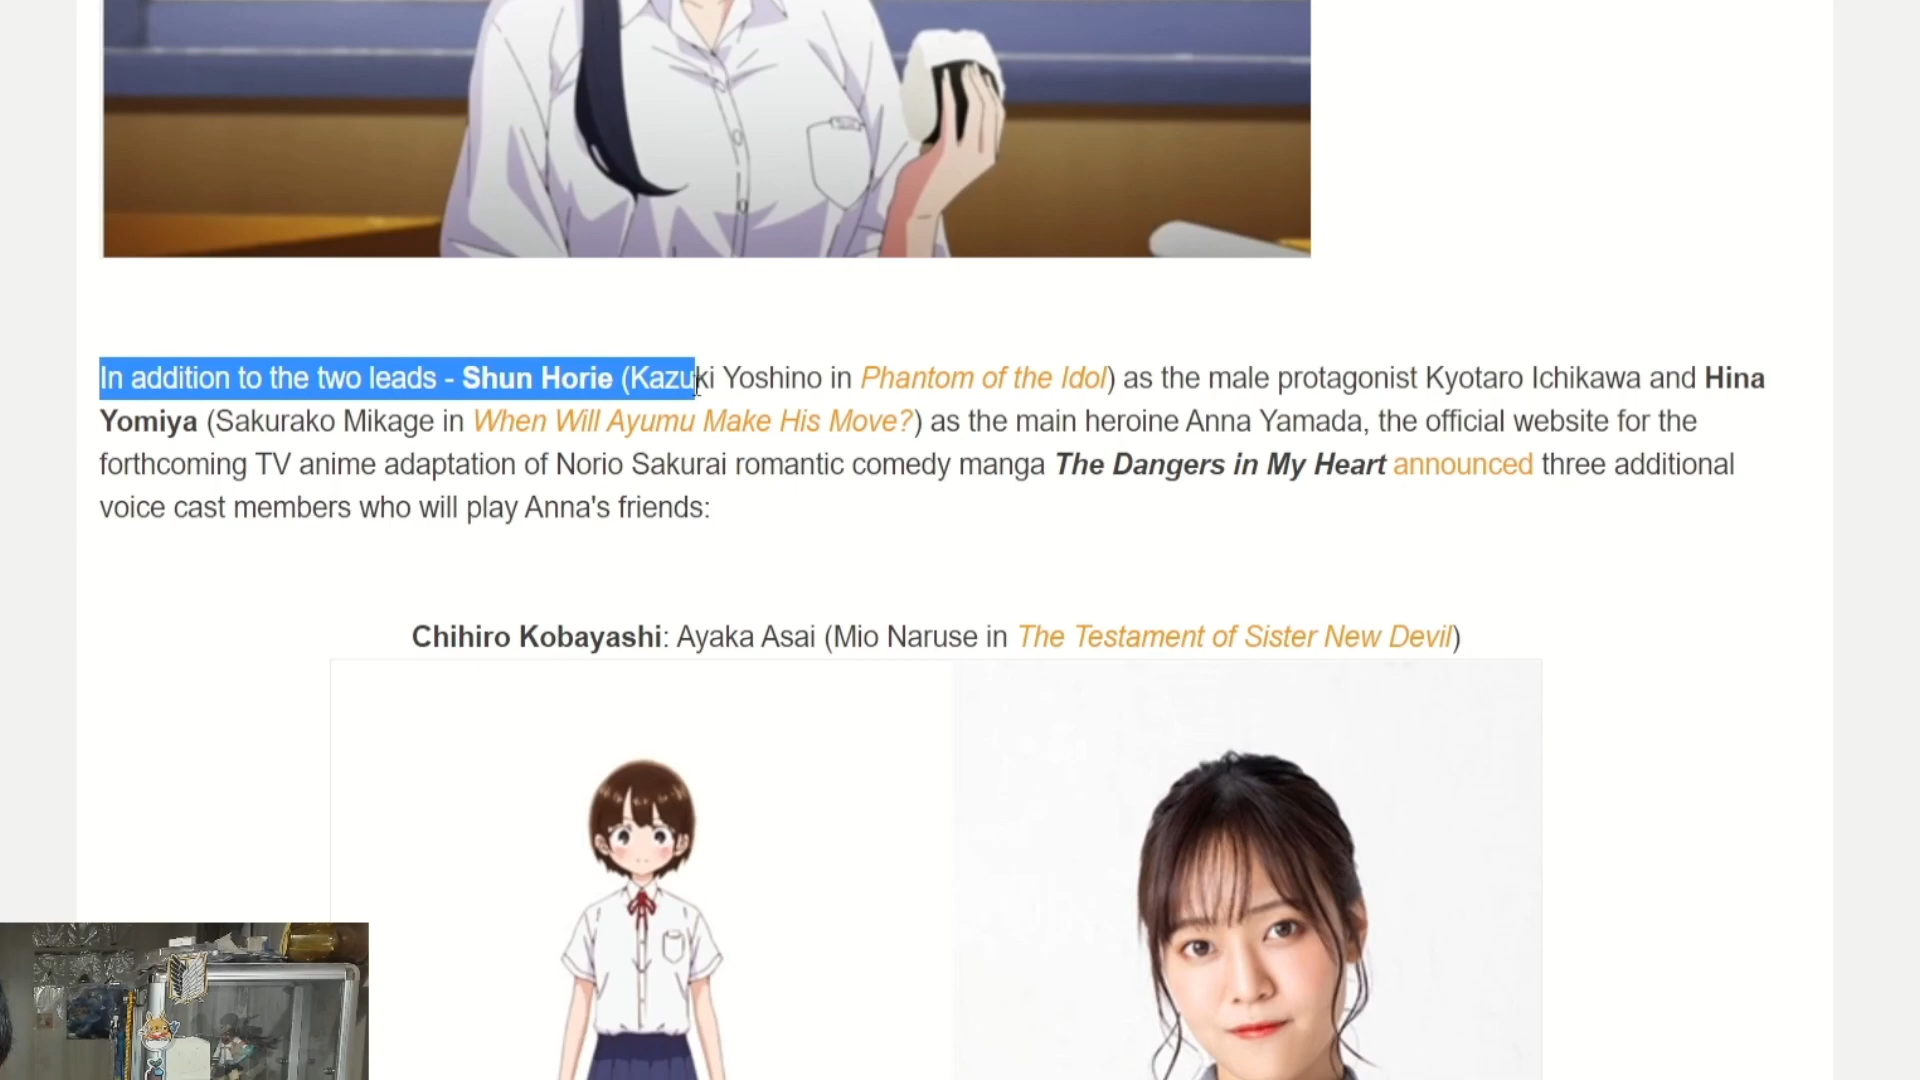 In addition to the two leads - Shun Horie (Kazuki Yoshino in Phantom of the Idol) as the male protagonist Kyotaro Ichikawa and Hina
Yomiya (Sakurako Mikage in When Will Ayumu Make His Move?) as the main heroine Anna Yamada, the official website for the
forthcoming TV anime adaptation of Norio Sakurai romantic comedy manga The Dangers in My Heart announced three additional
voice cast members who will play Anna's friends:
Chihiro Kobayashi: Ayaka Asai (Mio Naruse in The Testament of Sister New Devil)